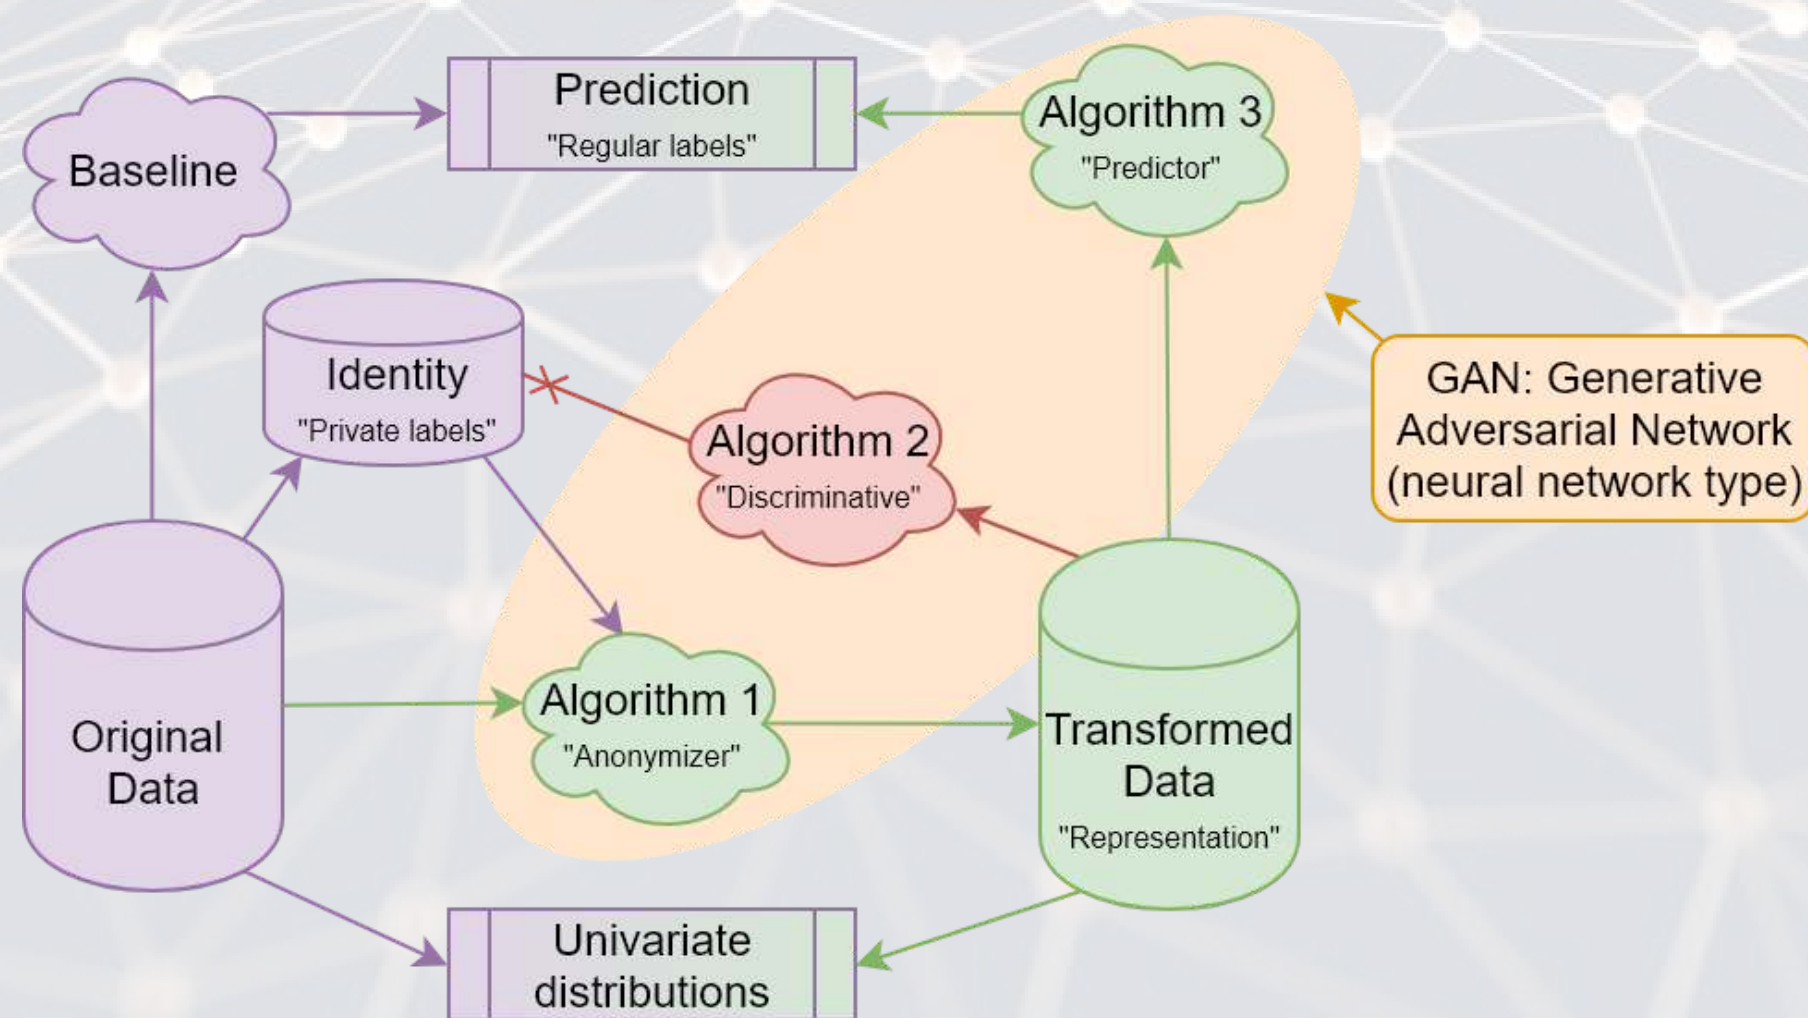 Prediction
"Regular labels"
Algorithm 3
"Predictor"
Baseline
Identity
"Private labels"
Algorithm 2
"Discriminative"
GAN: Generative
Adversarial Network
(neural network type)
Original
Data
Algorithm 1
"Anonymizer"
Transformed
Data
"Representation"
Univariate
distributions